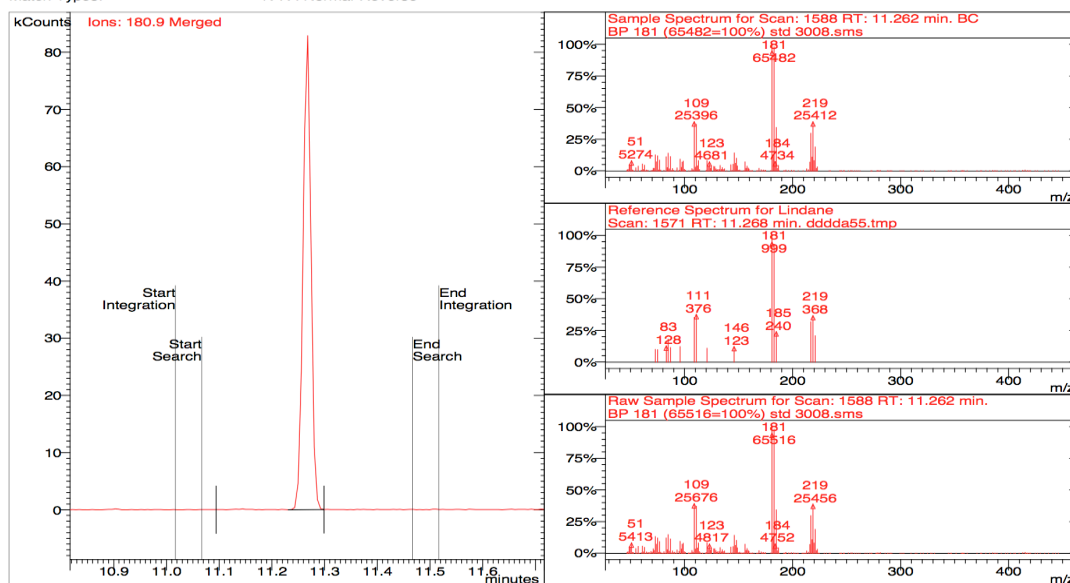 kCounts
Ions: 180.9 Merged
80
70
60
50
40
30
20
10
0
Start
Integration
Start
Search
End
Integration
End
Search
10.9 11.0 11.1 11.2 11.3 11.4 11.5 11.6
minutes
Sample Spectrum for Scan: 1588 RT: 11.262 min. BC
BP 181 (65482=100%) std 3008.sms
100%
75%
50%
25%
0%
181
65482
109
25396
219
25412
51
5274
123
4681
184
4734
100 200 300 400
m/z
Reference Spectrum for Lindane
Scan: 1571 RT: 11.268 min. dddda55.tmp
100%
75%
50%
25%
0%
181
999
111
376
219
368
185
240
83
128
146
123
100 200 300 400
m/z
Raw Sample Spectrum for Scan: 1588 RT: 11.262 min.
BP 181 (65516=100%) std 3008.sms
100%
75%
50%
25%
0%
181
65516
109
25676
219
25456
51
5413
123
4817
184
4752
100 200 300 400
m/z